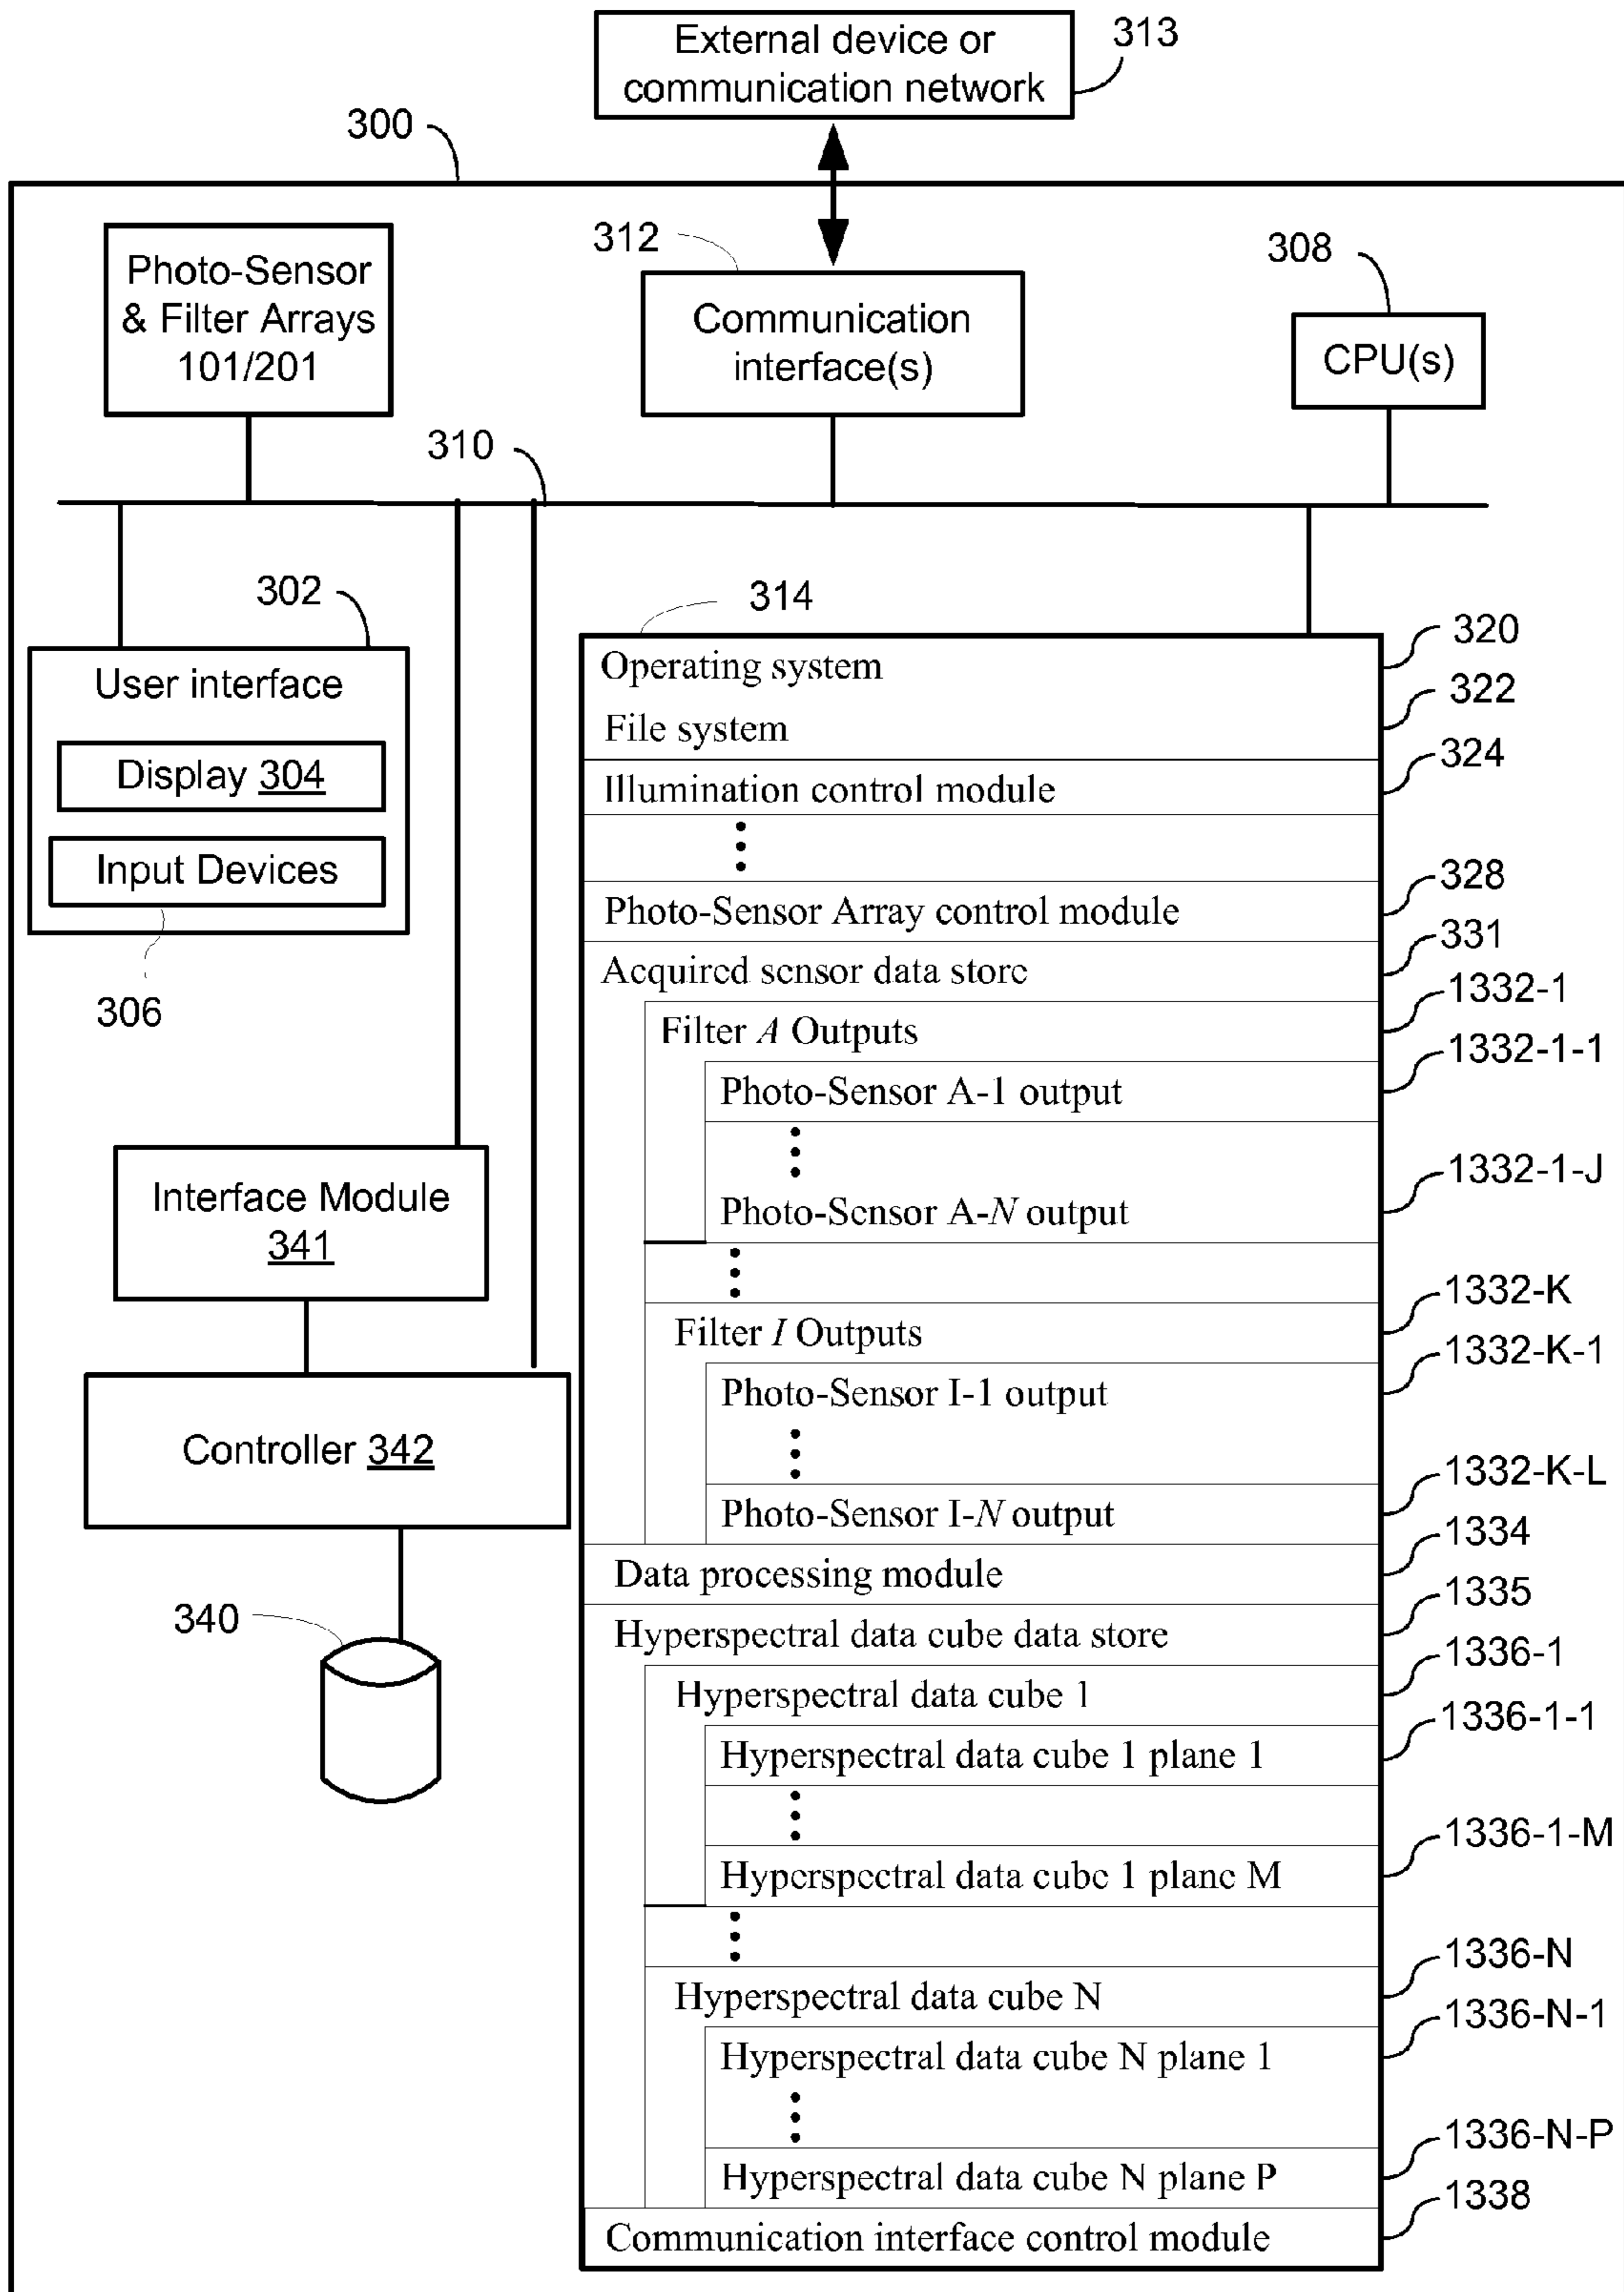 External device or
communication network
313
300
312
308
Photo-Sensor
& Filter Arrays
101/201
Communication
interface(s)
CPU(s)
310
302
User interface
Display 304
Input Devices
306
Interface Module
341
Controller 342
340
314
Operating system
320
File system
322
Illumination control module
324
Photo-Sensor Array control module
328
Acquired sensor data store
331
Filter A Outputs
1332-1
Photo-Sensor A-1 output
1332-1-1
Photo-Sensor A-N output
1332-1-J
Filter I Outputs
1332-K
Photo-Sensor I-1 output
1332-K-1
Photo-Sensor I-N output
1332-K-L
Data processing module
1334
Hyperspectral data cube data store
1335
Hyperspectral data cube 1
1336-1
Hyperspectral data cube 1 plane 1
1336-1-1
Hyperspectral data cube 1 plane M
1336-1-M
Hyperspectral data cube N
1336-N
Hyperspectral data cube N plane 1
1336-N-1
Hyperspectral data cube N plane P
1336-N-P
Communication interface control module
1338